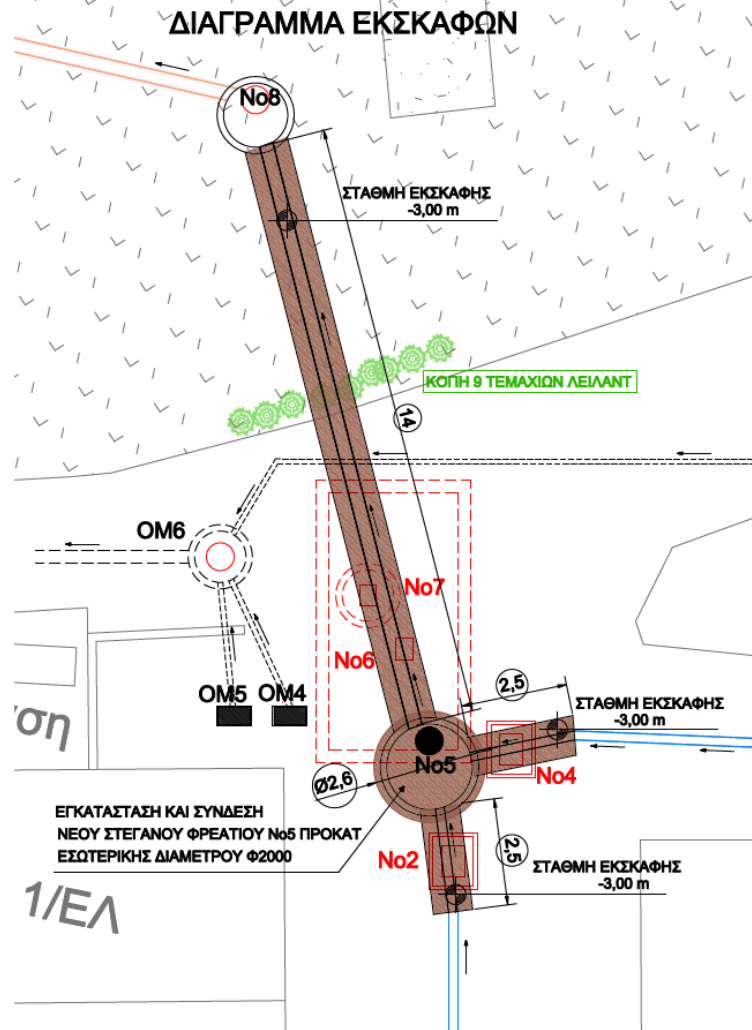 ΔΙΑΓΡΑΜΜΑ ΕΚΣΚΑΦΩΝ
No8
ΣΤΑΘΜΗ ΕΚΣΚΑΦΗΣ
-3,00 m
ΚΟΠΗ 9 ΤΕΜΑΧΙΩΝ ΛΕΙΛΑΝΤ
14
ΟΜ6
No7
No6
2,5
ΟΜ5
ΟΜ4
ΣΤΑΘΜΗ ΕΚΣΚΑΦΗΣ
-3,00 m
ση
No5
No4
Ø2,6
ΕΓΚΑΤΑΣΤΑΣΗ ΚΑΙ ΣΥΝΔΕΣΗ
ΝΕΟΥ ΣΤΕΓΑΝΟΥ ΦΡΕΑΤΙΟΥ No5 ΠΡΟΚΑΤ
ΕΣΩΤΕΡΙΚΗΣ ΔΙΑΜΕΤΡΟΥ Φ2000
No2
2,5
ΣΤΑΘΜΗ ΕΚΣΚΑΦΗΣ
-3,00 m
1/ΕΛ